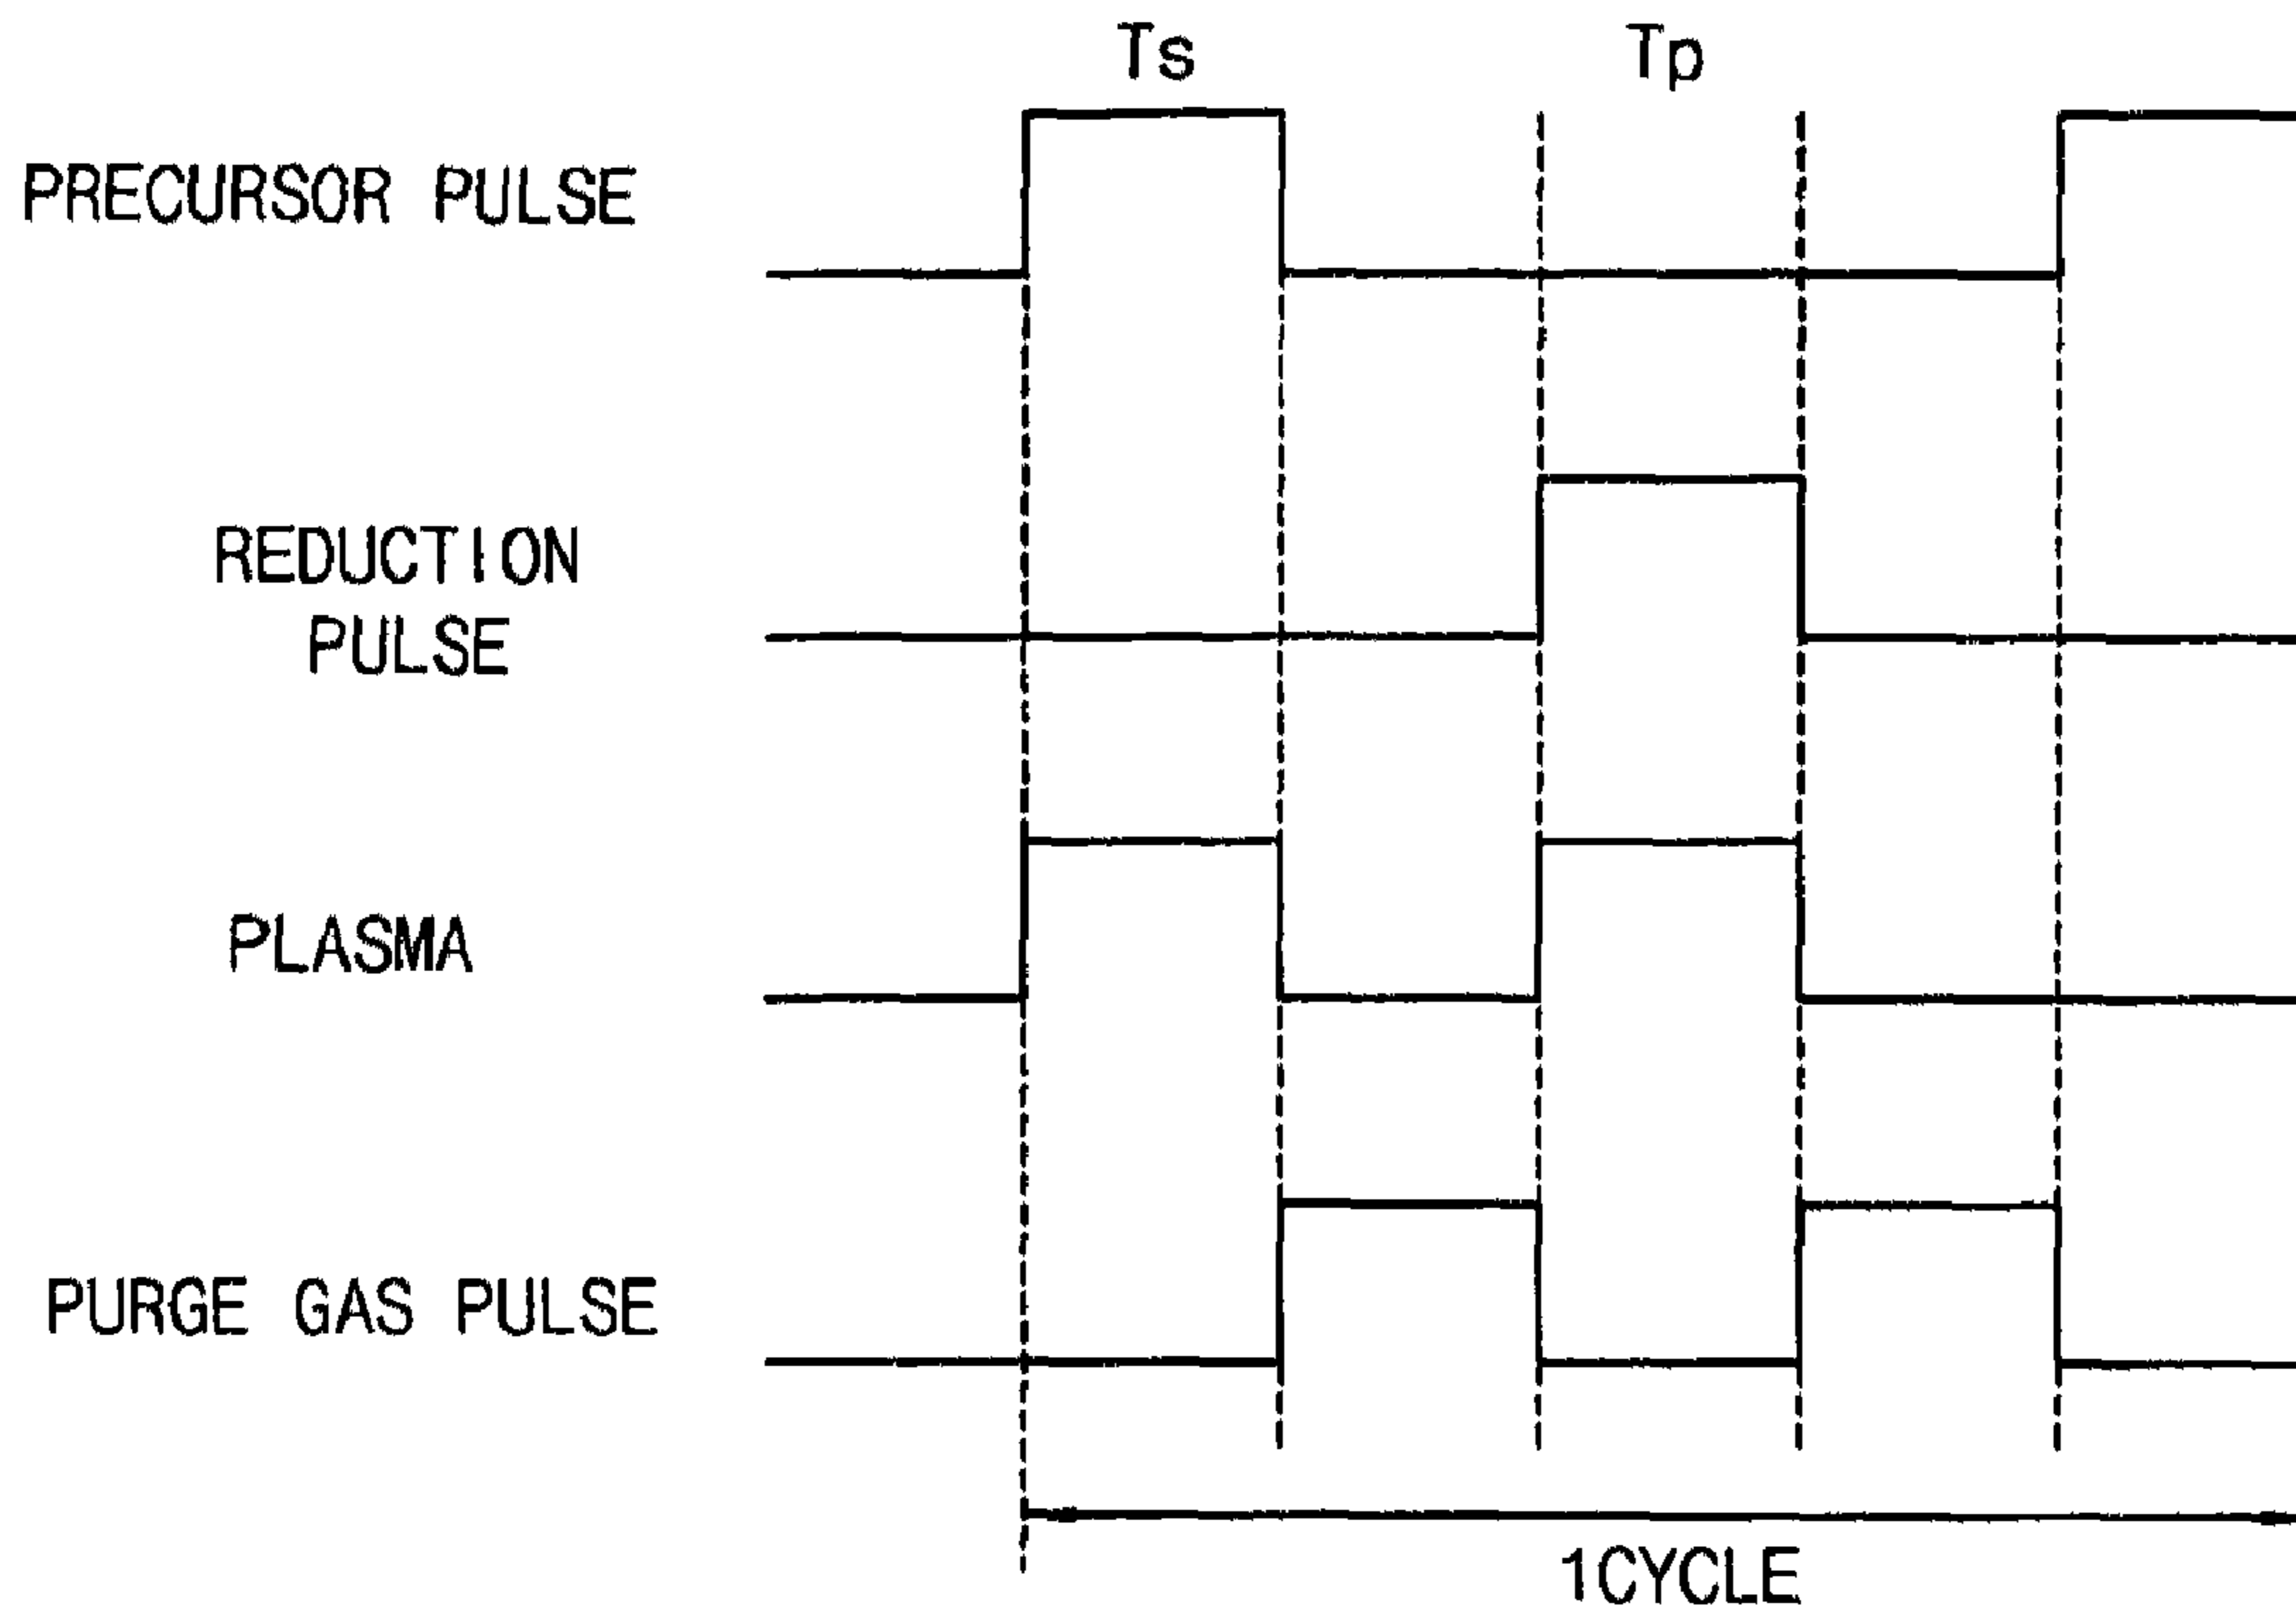 Ts
Tp
PRECURSOR PULSE
REDUCTION
PULSE
PLASMA
PURGE GAS PULSE
1CYCLE